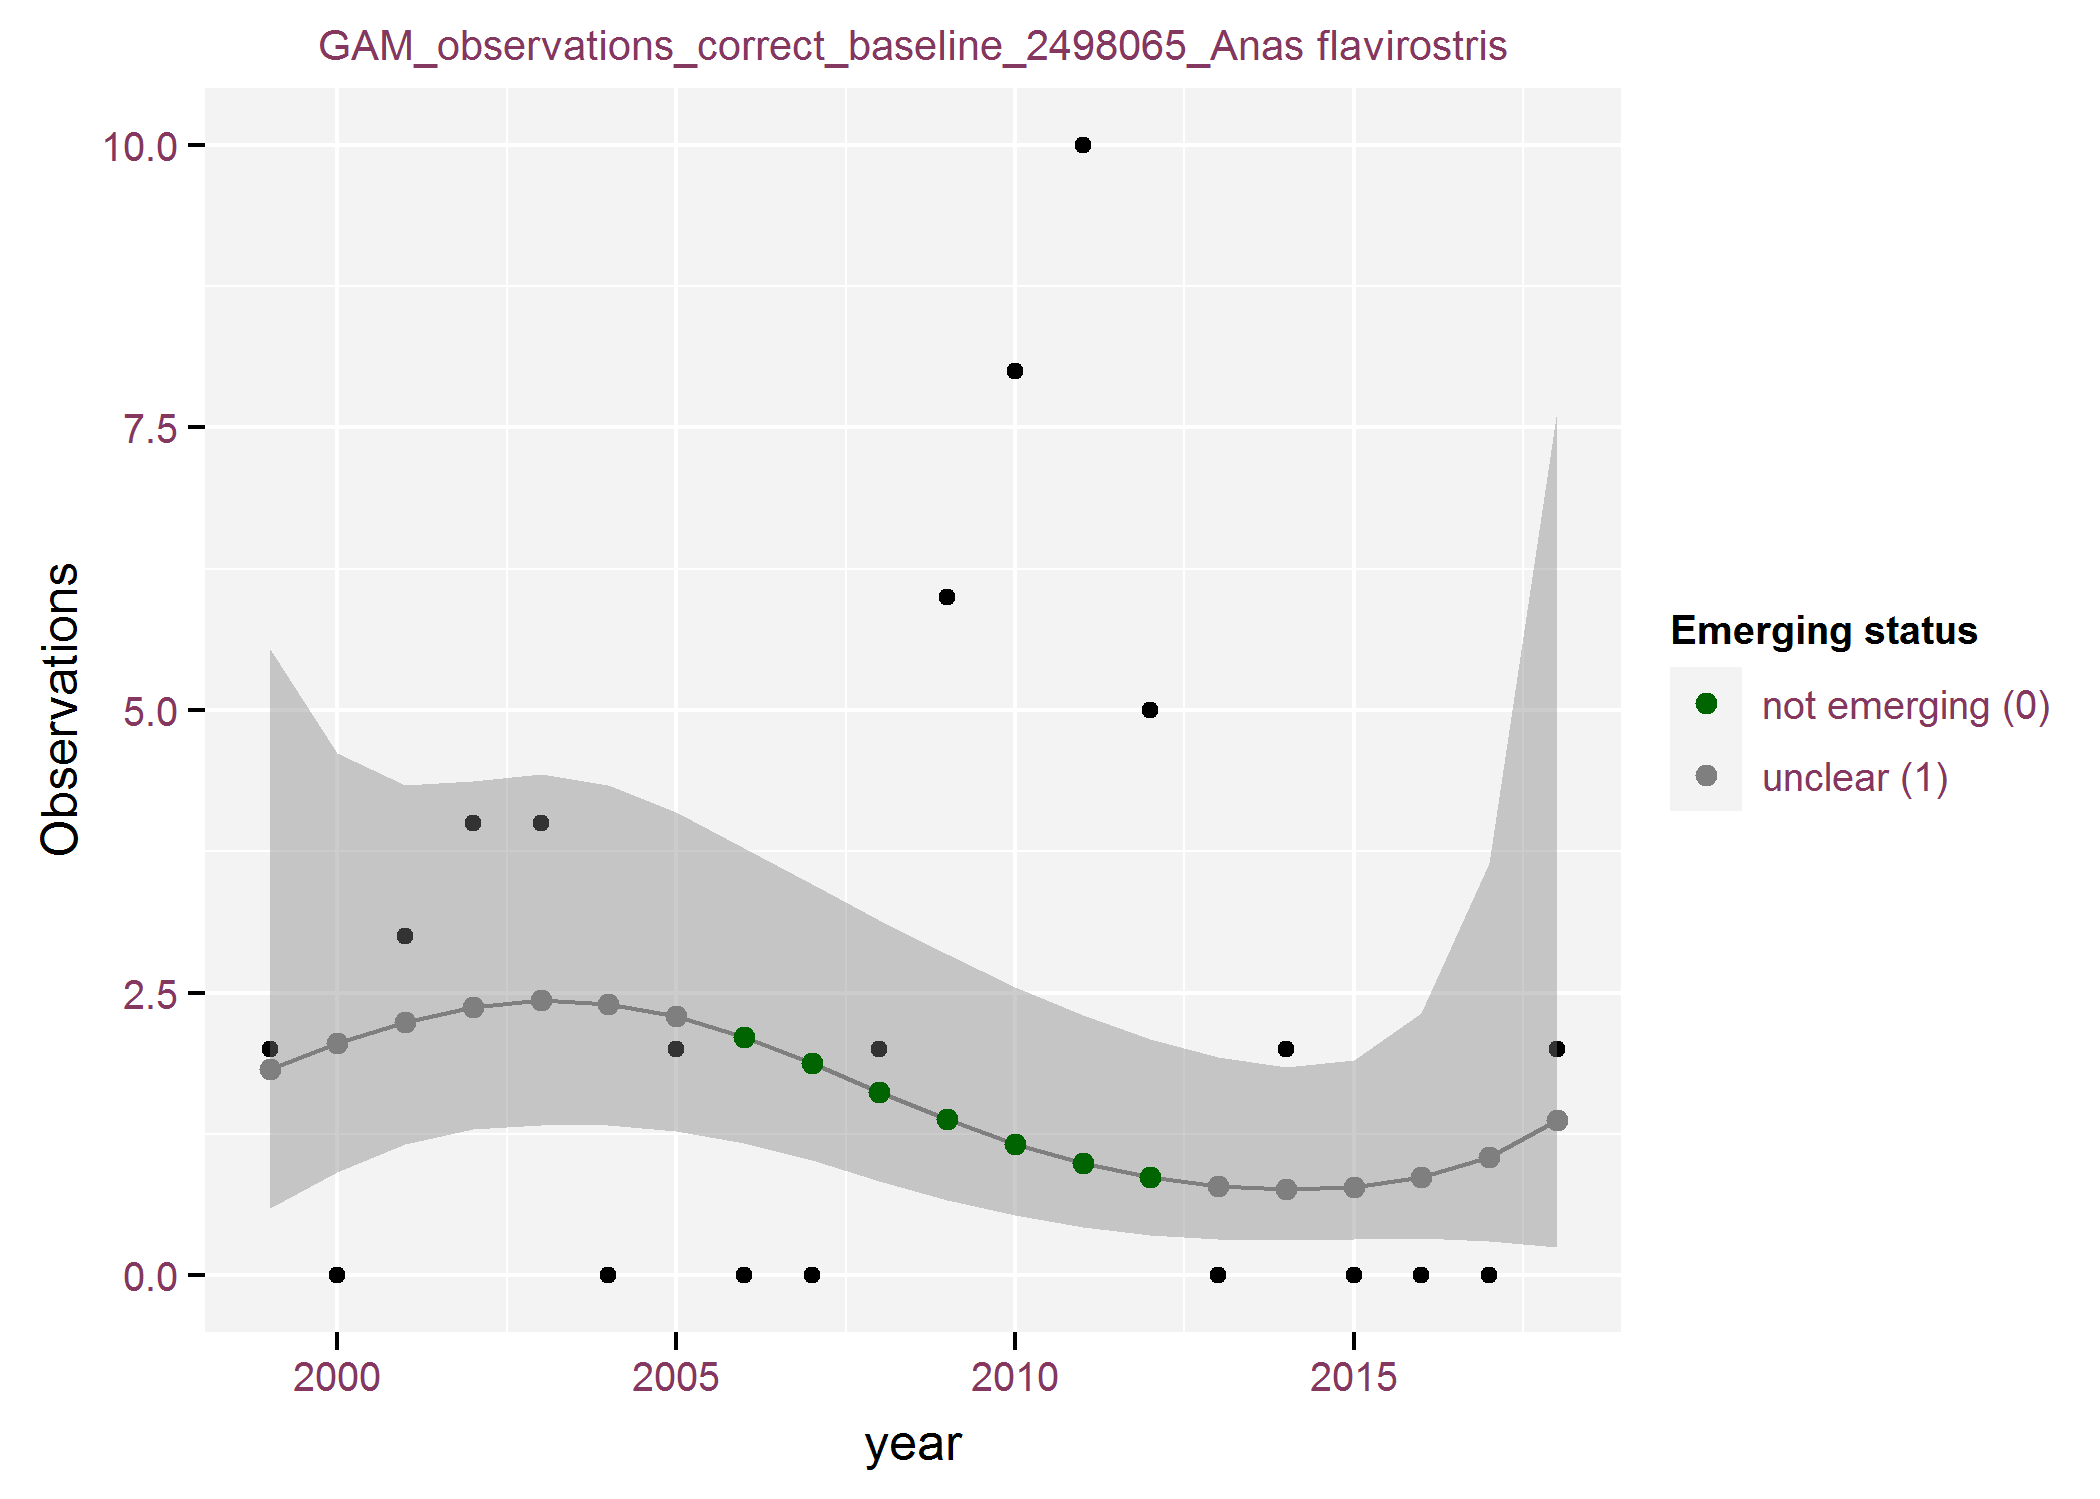 GAM_observations_correct_baseline_2498065_Anas flavirostris
10.0
7.5
5.0
2.5
0.0
Observations
2000
2005
2010
2015
year
Emerging status
not emerging (0)
unclear (1)